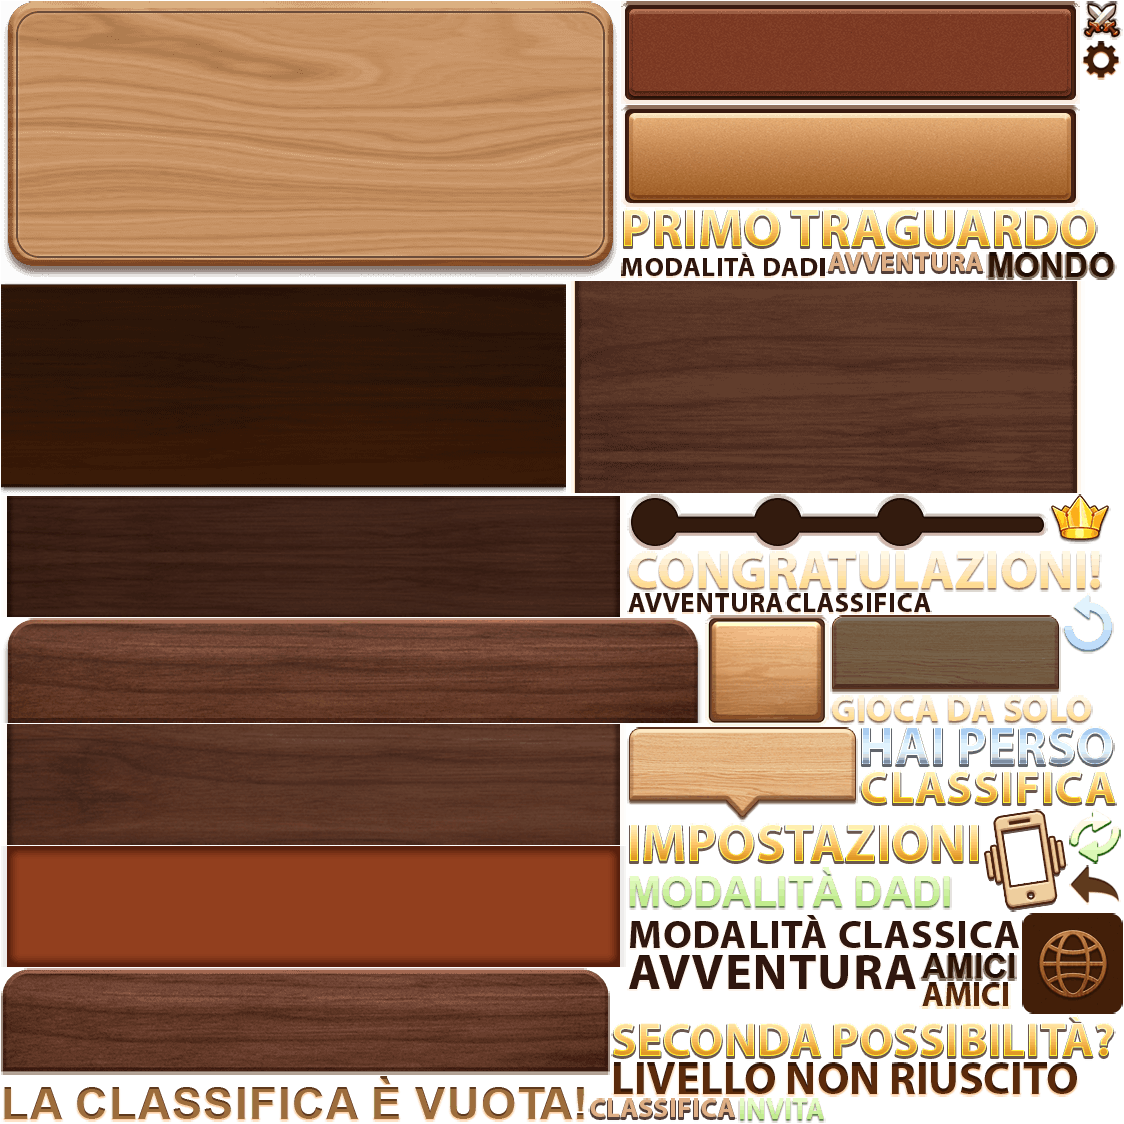 PRIMO TRAGUARDO
MODALITÀ DADI
AVVENTURA
MONDO
CONGRATULAZIONI!
AVVENTURA
CLASSIFICA
GIOCA DA SOLO
HAI PERSO
CLASSIFICA
IMPOSTAZIONI
MODALITÀ DADI
MODALITÀ CLASSICA
AVVENTURA
AMICI
AMICI
SECONDA POSSIBILITÀ?
LIVELLO NON RIUSCITO
LA CLASSIFICA È VUOTA!
CLASSIFICA
INVITA